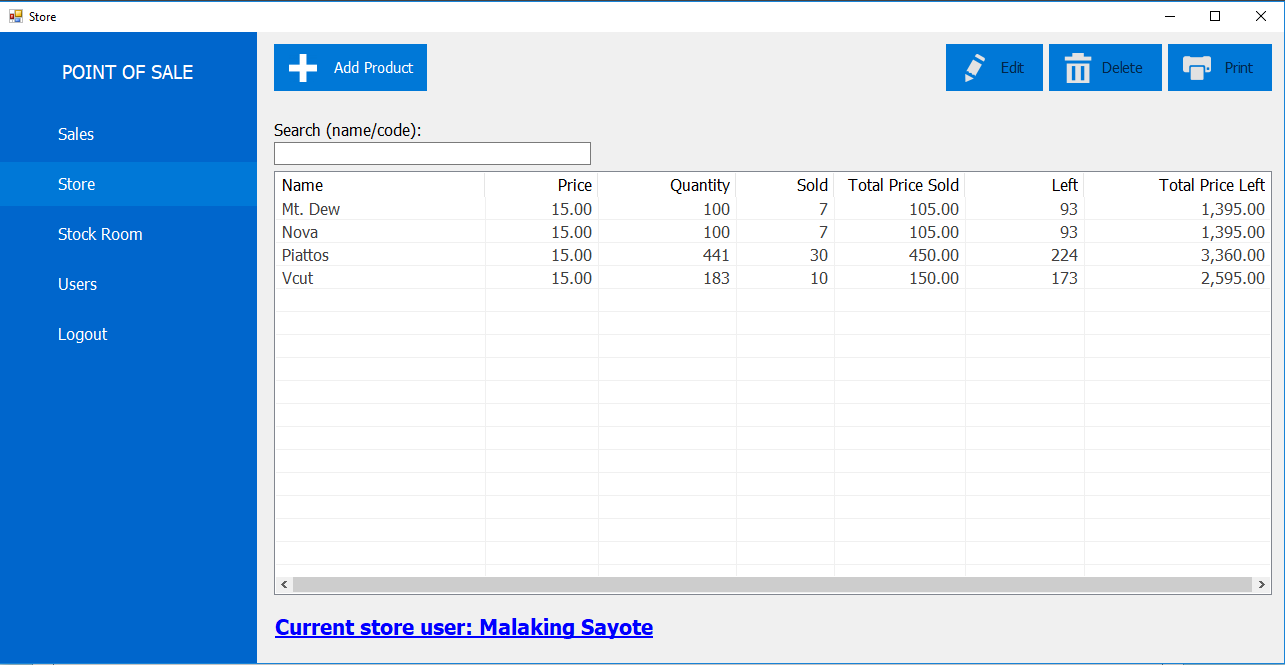 Store
POINT OF SALE
Sales
Store
Stock Room
Users
Logout
Add Product
Edit
Delete
Print
Search (name/code):
Name Price Quantity Sold Total Price Sold Left Total Price Left
Mt. Dew 15.00 100 7 105.00 93 1,395.00
Nova 15.00 100 7 105.00 93 1,395.00
Piattos 15.00 441 30 450.00 224 3,360.00
Vcut 15.00 183 10 150.00 173 2,595.00
Current store user: Malaking Sayote